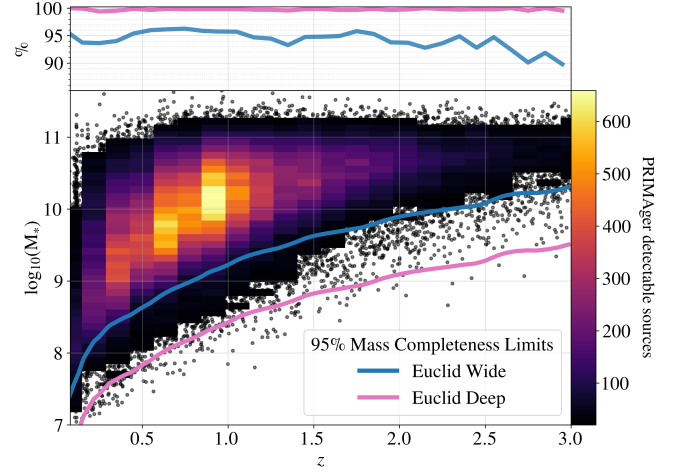 100
90
%
11
10
9
8
7
log₁₀(M*)
0.5 1.0 1.5 2.0 2.5 3.0
z
95% Mass Completeness Limits
Euclid Wide
Euclid Deep
600
500
400
300
200
100
PRIMAger detectable sources